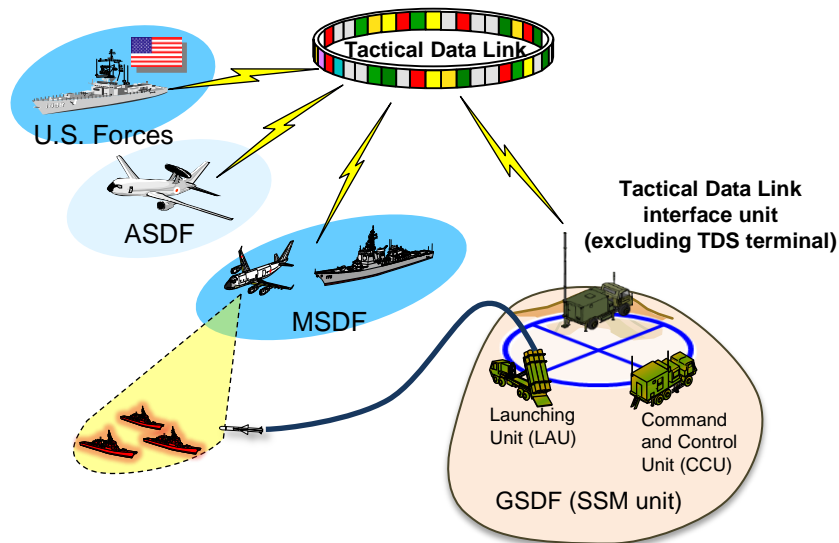 Tactical Data Link
U.S. Forces
ASDF
MSDF
Tactical Data Link
interface unit
(excluding TDS terminal)
Launching
Unit (LAU)
Command
and Control
Unit (CCU)
GSDF (SSM unit)